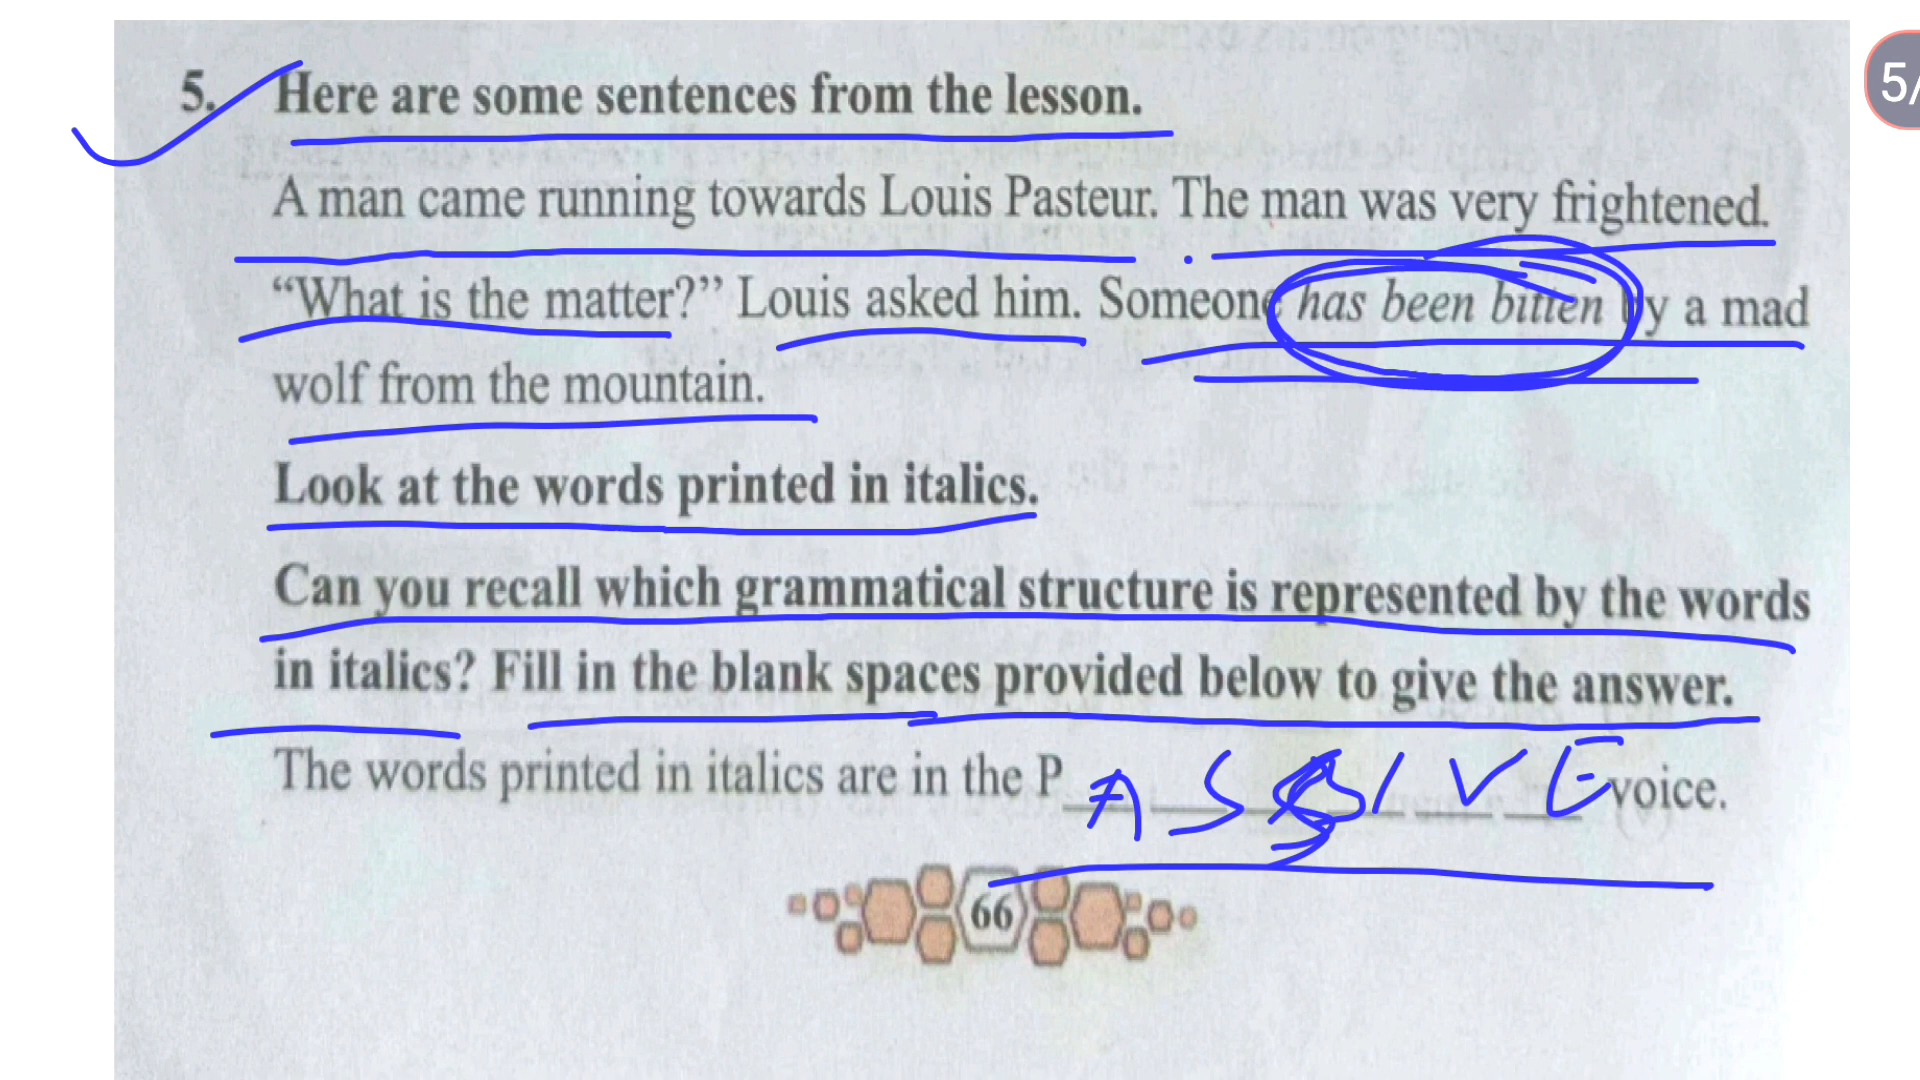 5/
5. Here are some sentences from the lesson.
A man came running towards Louis Pasteur. The man was very frightened.
“What is the matter?” Louis asked him. Someone has been bitten by a mad
wolf from the mountain.
Look at the words printed in italics.
Can you recall which grammatical structure is represented by the words
in italics? Fill in the blank spaces provided below to give the answer.
The words printed in italics are in the P A S S I V E voice.
66